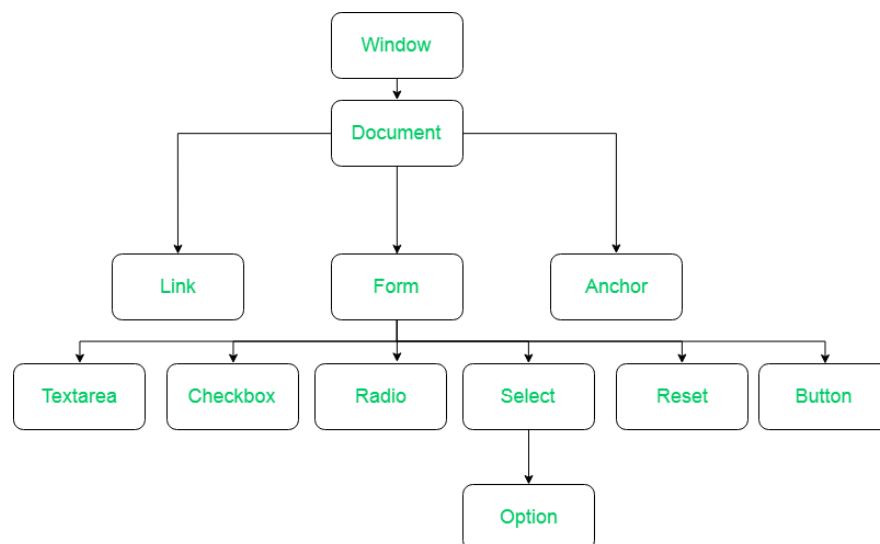 Window
Document
Link
Form
Anchor
Textarea
Checkbox
Radio
Select
Reset
Button
Option